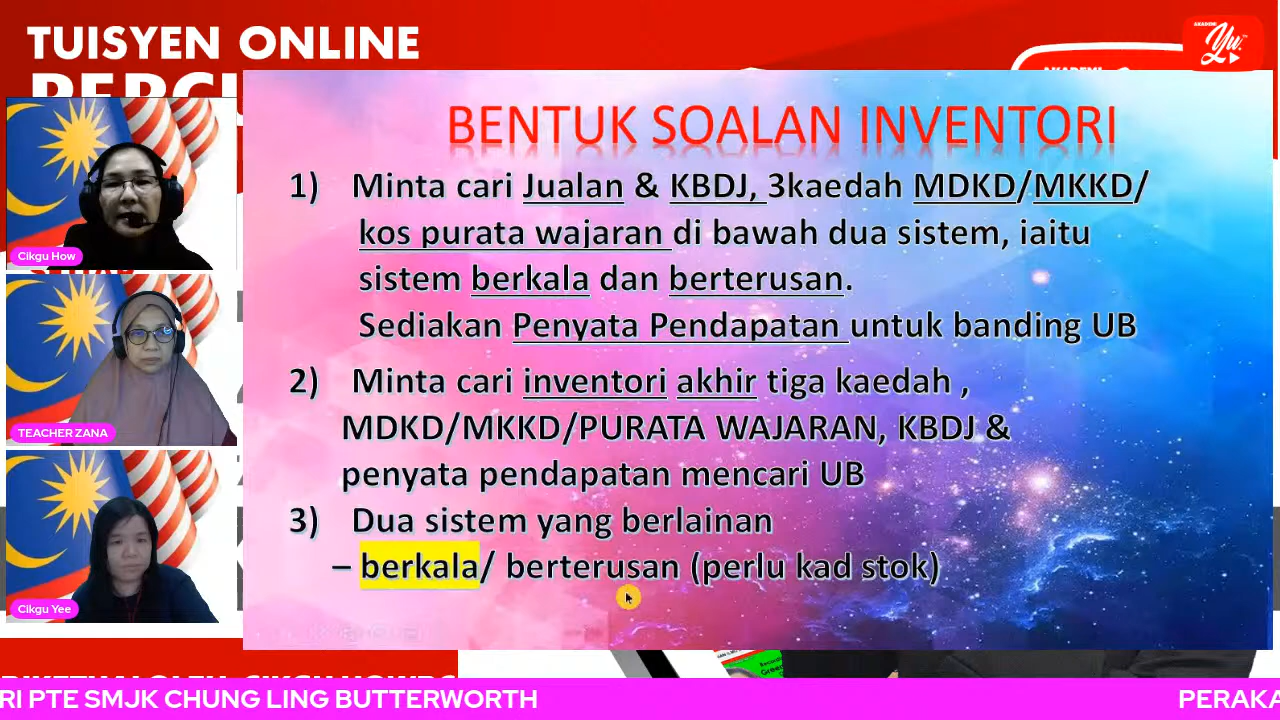 TUISYEN ONLINE
AKADEMI
Yu
BENTUK SOALAN INVENTORI
1) Minta cari Jualan & KBDJ, 3kaedah MDKD/MKKD/
kos purata wajaran di bawah dua sistem, iaitu
sistem berkala dan berterusan.
Sediakan Penyata Pendapatan untuk banding UB
2) Minta cari inventori akhir tiga kaedah ,
MDKD/MKKD/PURATA WAJARAN, KBDJ &
penyata pendapatan mencari UB
3) Dua sistem yang berlainan
– berkala/ berterusan (perlu kad stok)
Cikgu How
TEACHER ZANA
Cikgu Yee
RI PTE SMJK CHUNG LING BUTTERWORTH
PERAKA